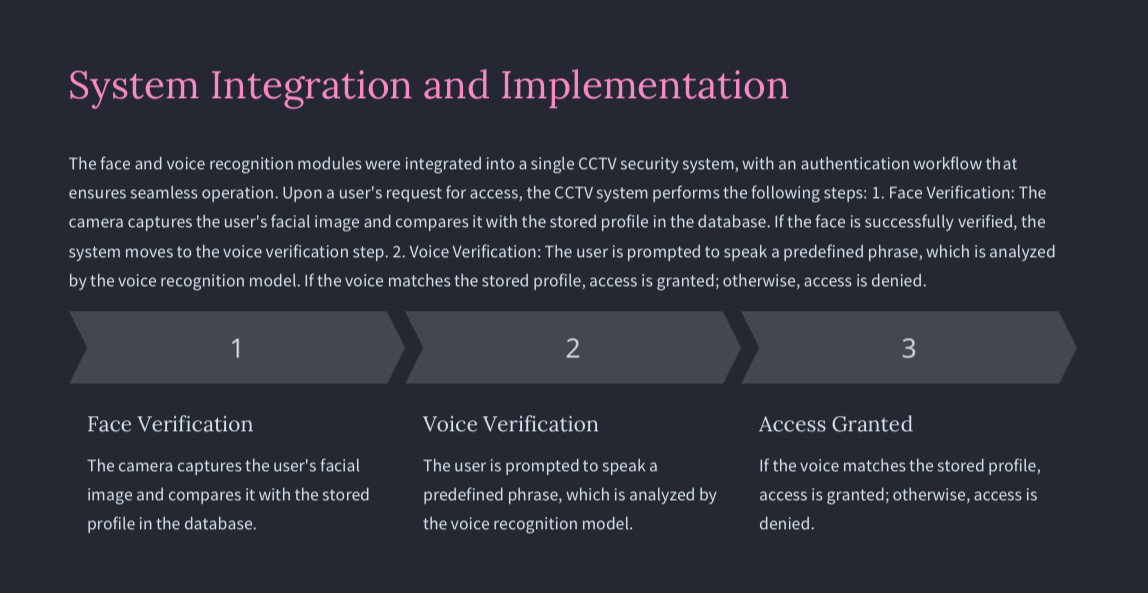 System Integration and Implementation
The face and voice recognition modules were integrated into a single CCTV security system, with an authentication workflow that
ensures seamless operation. Upon a user's request for access, the CCTV system performs the following steps: 1. Face Verification: The
camera captures the user's facial image and compares it with the stored profile in the database. If the face is successfully verified, the
system moves to the voice verification step. 2. Voice Verification: The user is prompted to speak a predefined phrase, which is analyzed
by the voice recognition model. If the voice matches the stored profile, access is granted; otherwise, access is denied.
1
2
3
Face Verification
The camera captures the user's facial
image and compares it with the stored
profile in the database.
Voice Verification
The user is prompted to speak a
predefined phrase, which is analyzed by
the voice recognition model.
Access Granted
If the voice matches the stored profile,
access is granted; otherwise, access is
denied.